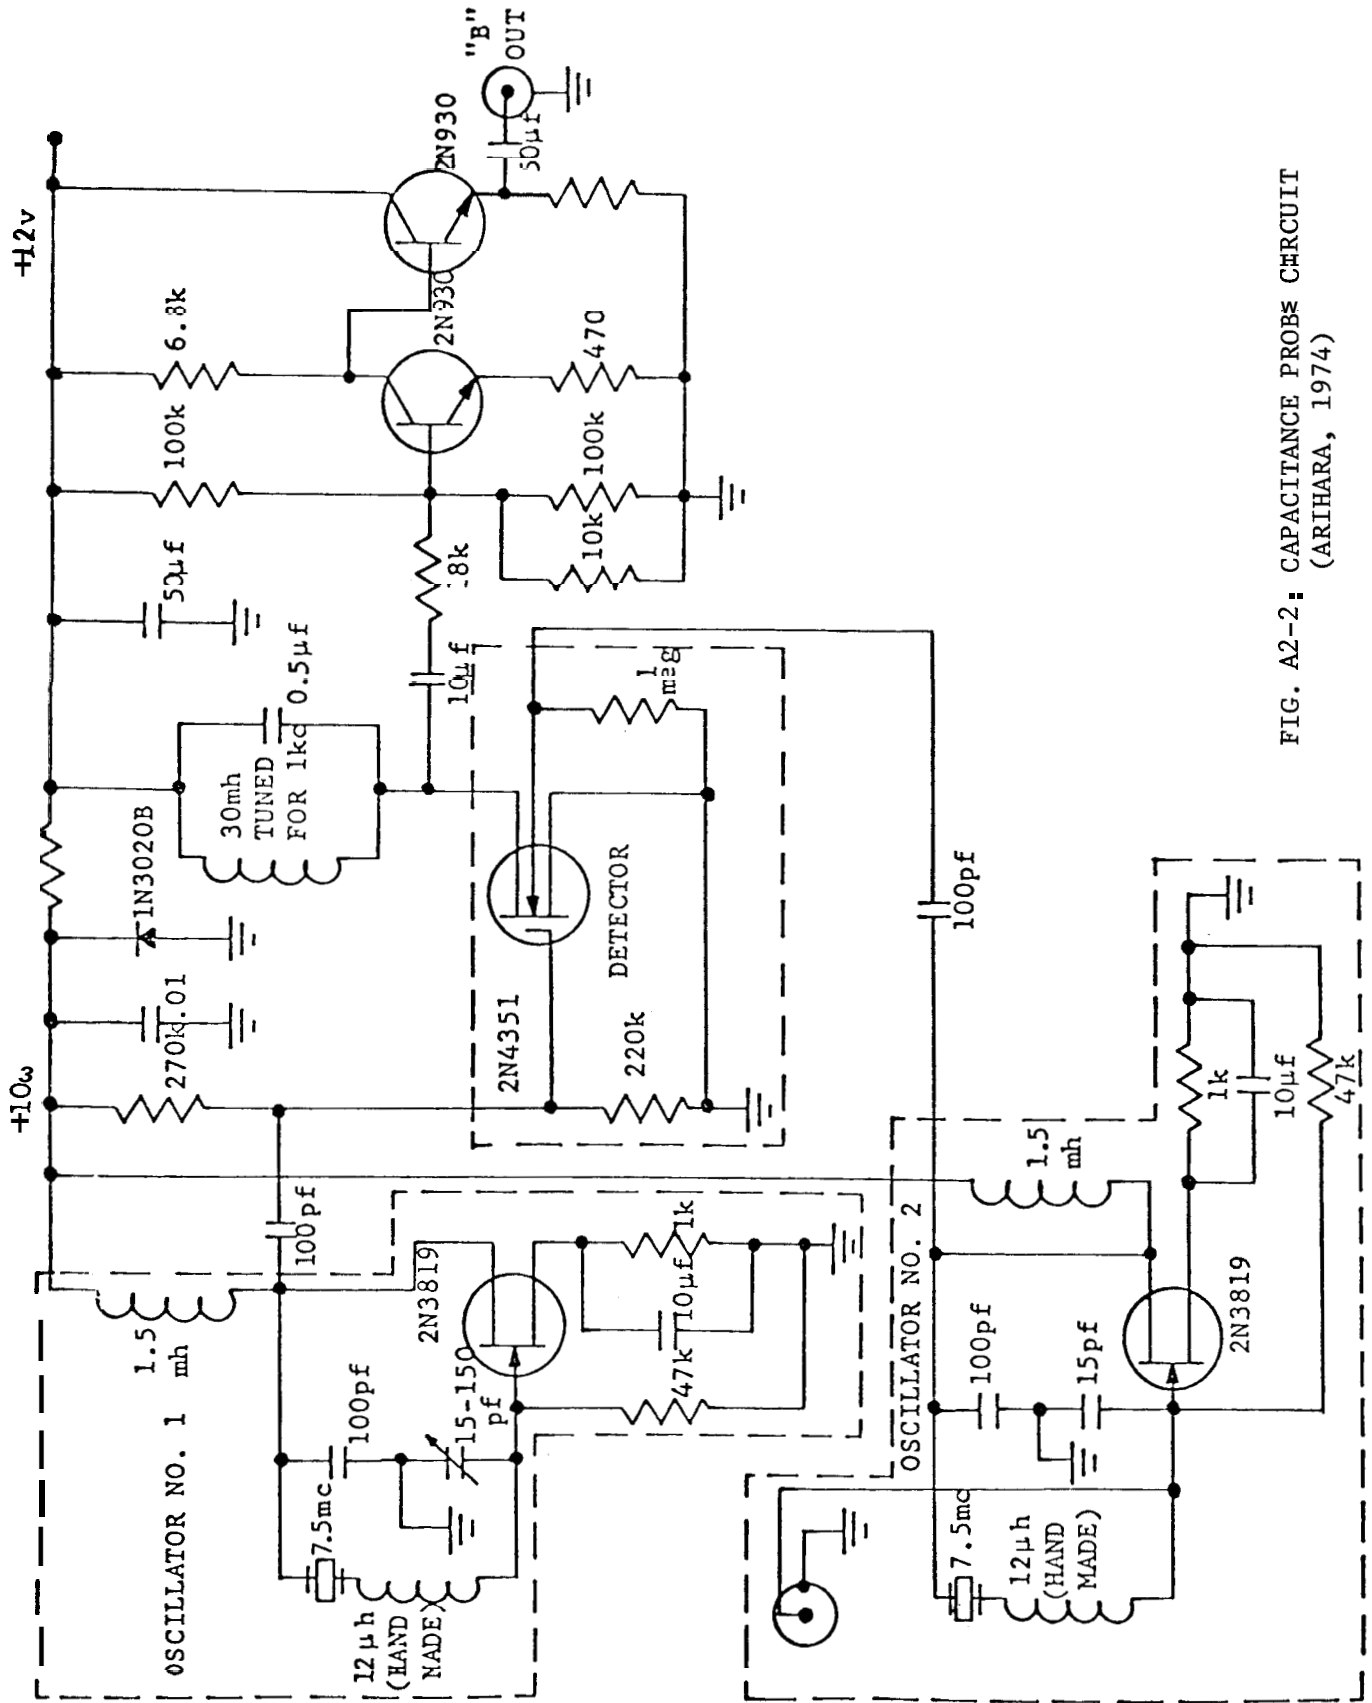 +12v
+10ω
"B"
OUT
2N930
50µf
2N930
6.8k
470
100k
100k
10k
50µf
.8k
10µf
0.5µf
30mh
TUNED
FOR 1kc
1
meg
1N3020B
DETECTOR
2N4351
220k
.01
270k
100pf
100pf
1.5
mh
OSCILLATOR NO. 1
2N3819
1k
10µf
47k
100pf
15-150
pf
7.5mc
12µh
(HAND
MADE)
OSCILLATOR NO. 2
1.5
mh
1k
10µf
47k
2N3819
100pf
15pf
7.5mc
12µh
(HAND
MADE)
FIG. A2-2: CAPACITANCE PROBE CIRCUIT
(ARIHARA, 1974)